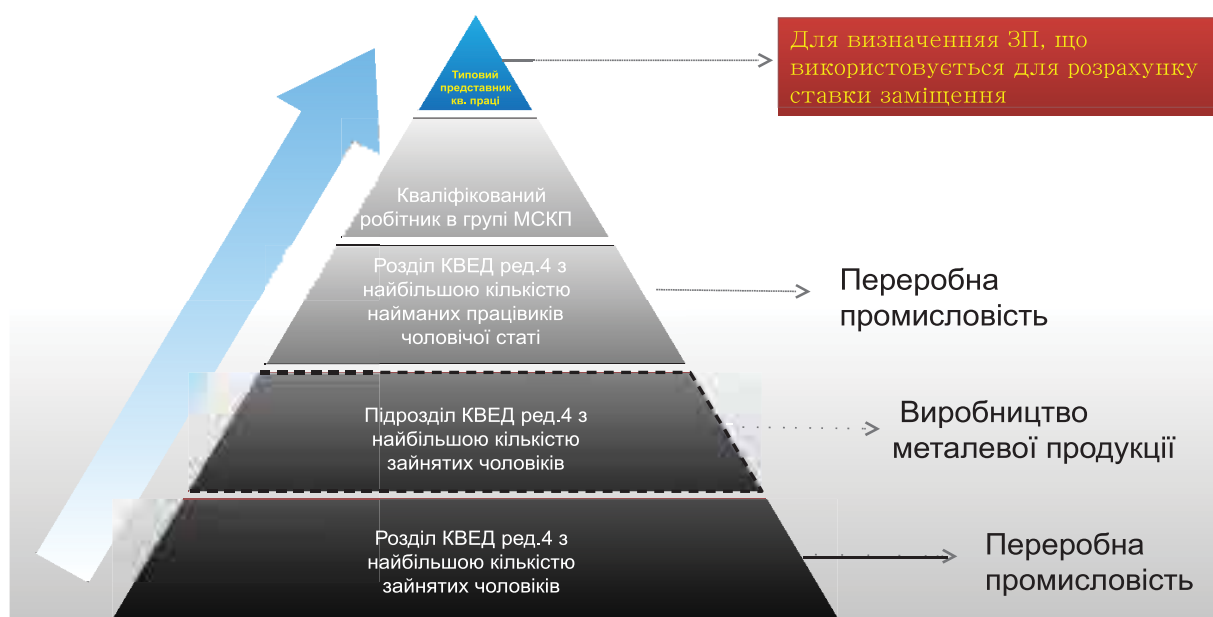 Типовий
представник
кв. праці
Для визначенняя ЗП, що
використовується для розрахунку
ставки заміщення
Кваліфікований
робітник в групі МСКП
Розділ КВЕД ред.4 з
найбільшою кількістю
найманих працівиків
чоловічої статі
Переробна
промисловість
Підрозділ КВЕД ред.4 з
найбільшою кількістю
зайнятих чоловіків
Виробництво
металевої продукції
Розділ КВЕД ред.4 з
найбільшою кількістю
зайнятих чоловіків
Переробна
промисловість